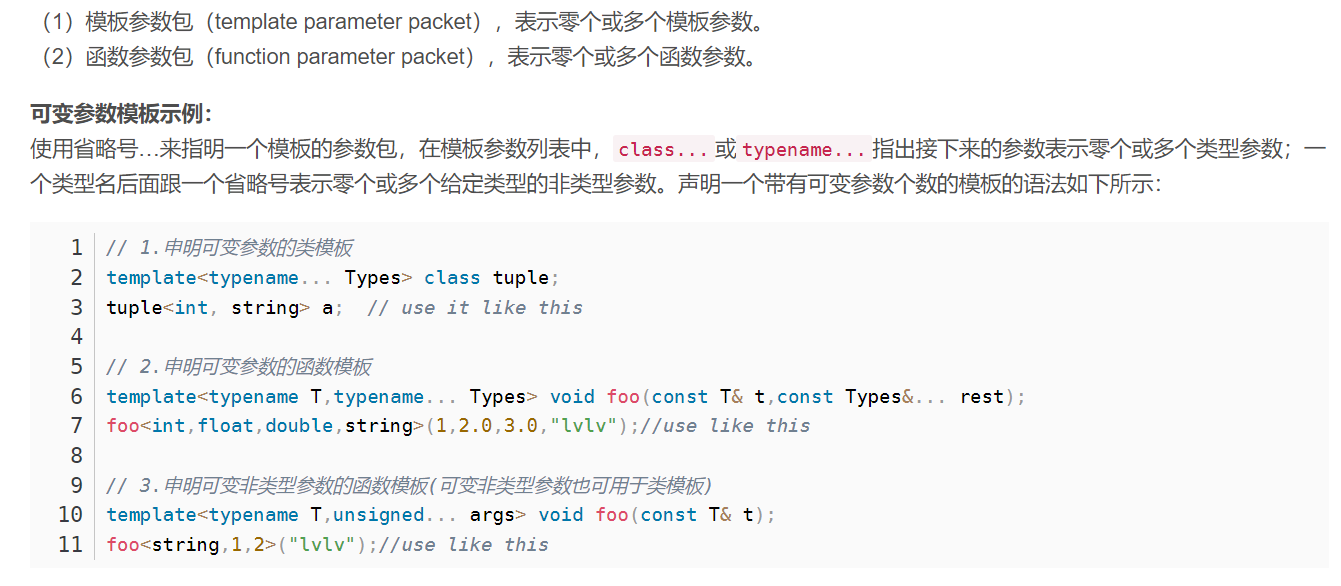 （1）模板参数包（template parameter packet），表示零个或多个模板参数。
（2）函数参数包（function parameter packet），表示零个或多个函数参数。
可变参数模板示例：
使用省略号…来指明一个模板的参数包，在模板参数列表中，class...或typename...指出接下来的参数表示零个或多个类型参数；一
个类型名后面跟一个省略号表示零个或多个给定类型的非类型参数。声明一个带有可变参数个数的模板的语法如下所示：
1 // 1.申明可变参数的类模板
2 template<typename... Types> class tuple;
3 tuple<int, string> a;  // use it like this
4
5 // 2.申明可变参数的函数模板
6 template<typename T,typename... Types> void foo(const T& t,const Types&... rest);
7 foo<int,float,double,string>(1,2.0,3.0,"lvlv");//use like this
8
9 // 3.申明可变非类型参数的函数模板(可变非类型参数也可用于类模板)
10 template<typename T,unsigned... args> void foo(const T& t);
11 foo<string,1,2>("lvlv");//use like this